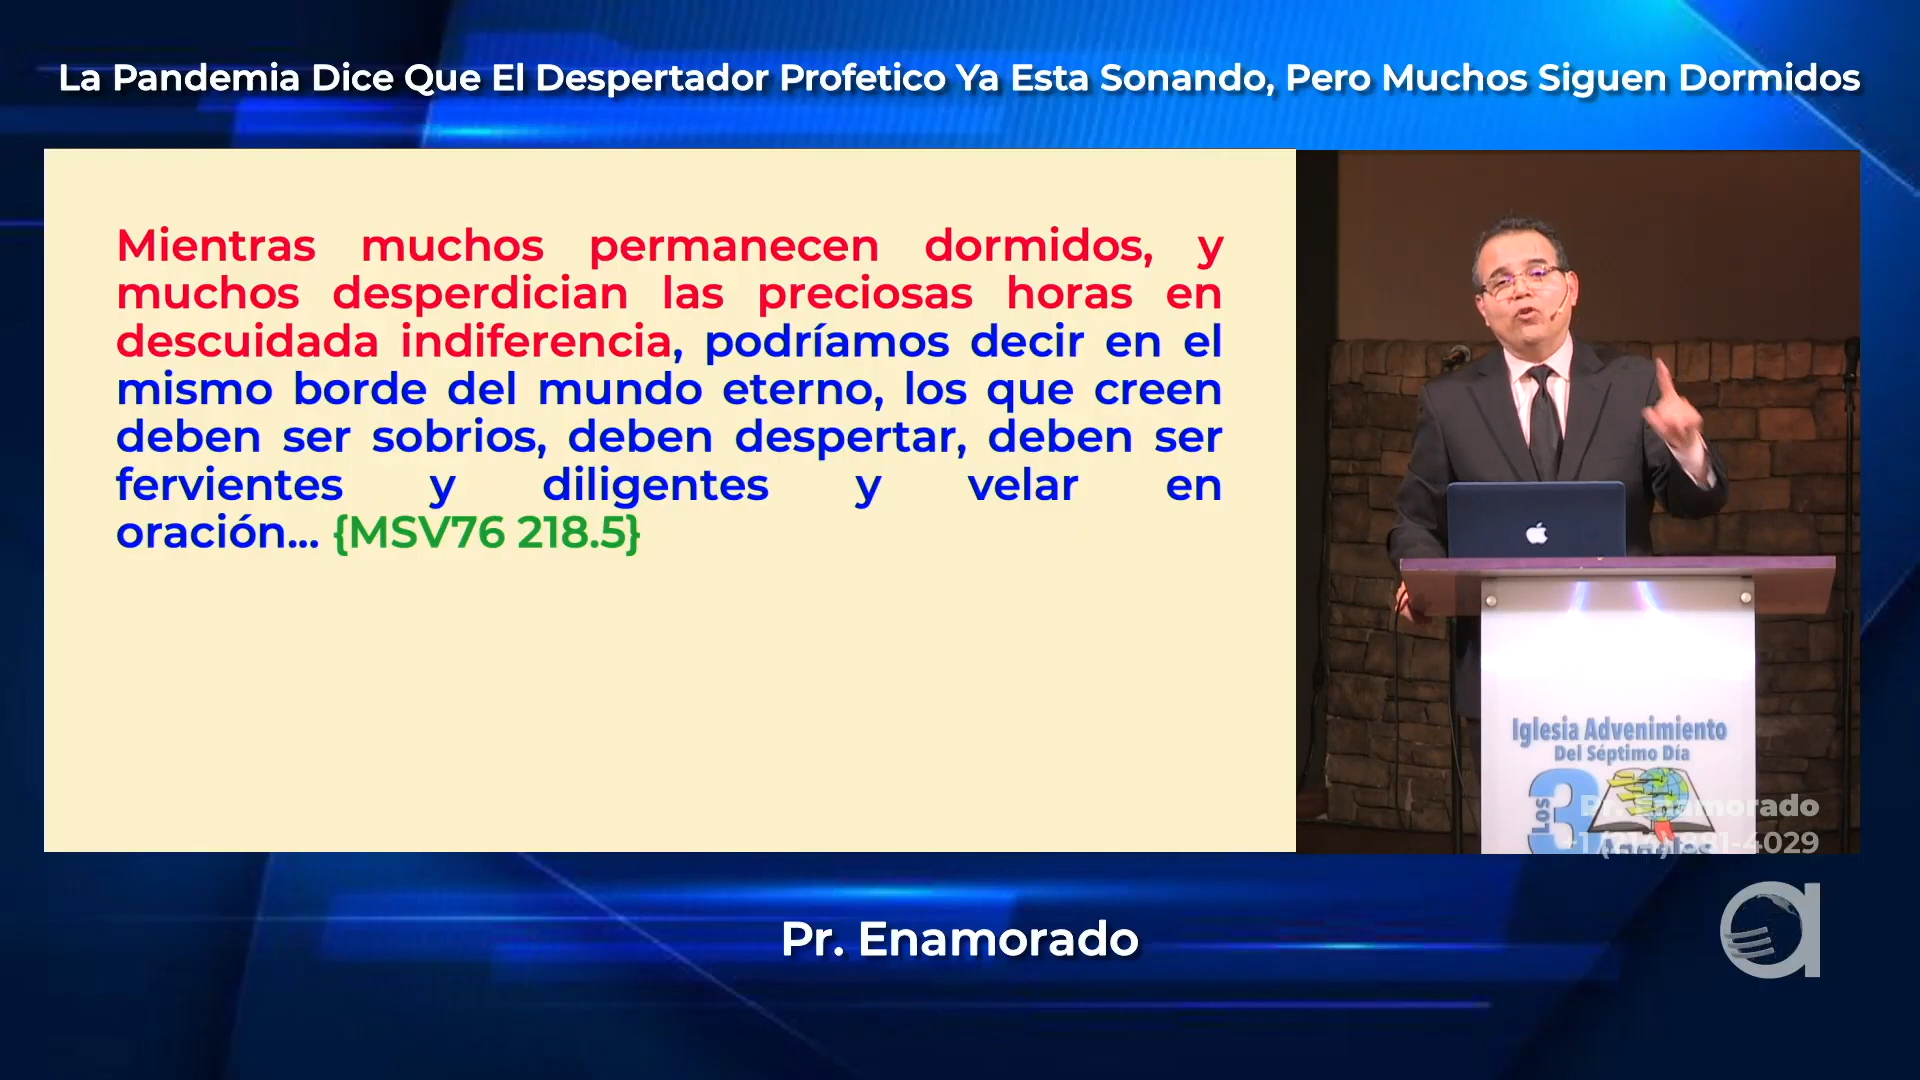 La Pandemia Dice Que El Despertador Profetico Ya Esta Sonando, Pero Muchos Siguen Dormidos
Mientras muchos permanecen dormidos, y
muchos desperdician las preciosas horas en
descuidada indiferencia, podríamos decir en el
mismo borde del mundo eterno, los que creen
deben ser sobrios, deben despertar, deben ser
fervientes y diligentes y velar en
oración... {MSV76 218.5}
Iglesia Advenimiento
Del Séptimo Día
Los 3
Pr. Enamorado
4029
Pr. Enamorado